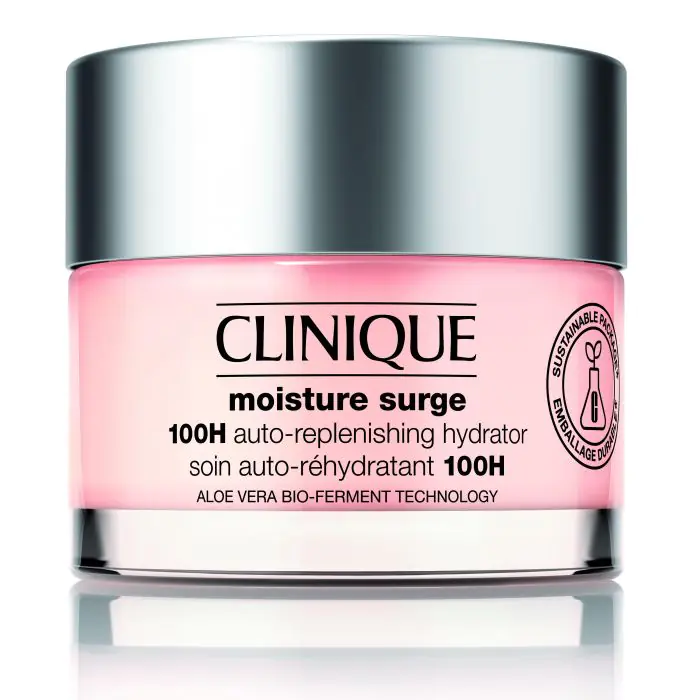 CLINIQUE
moisture surge
100H auto-replenishing hydrator
soin auto-réhydratant 100H
ALOE VERA BIO-FERMENT TECHNOLOGY
SUSTAINABLE PACKAGING
EMBALLAGE DURABLE
C